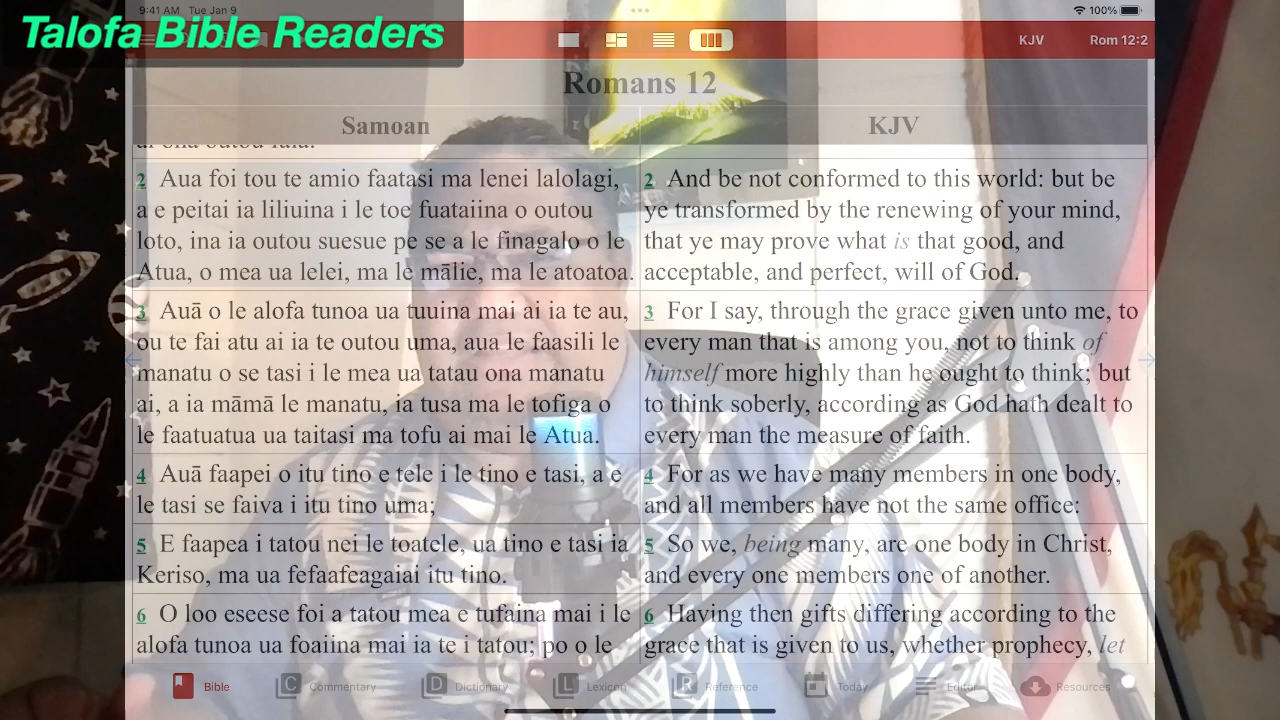 9:41 AM Tue Jan 9
100%
Talofa Bible Readers
KJV
Rom 12:2
Romans 12
Samoan
KJV
2 Aua foi tou te amio faatasi ma lenei lalolagi,
a e peitai ia liliuina i le toe fuataiina o outou
loto, ina ia outou suesue pe se a le finagalo o le
Atua, o mea ua lelei, ma le mālie, ma le atoatoa.
2 And be not conformed to this world: but be
ye transformed by the renewing of your mind,
that ye may prove what is that good, and
acceptable, and perfect, will of God.
3 Auā o le alofa tunoa ua tuuina mai ai ia te au,
ou te fai atu ai ia te outou uma, aua le faasili le
manatu o se tasi i le mea ua tatau ona manatu
ai, a ia māmā le manatu, ia tusa ma le tofiga o
le faatuatua ua taitasi ma tofu ai mai le Atua.
3 For I say, through the grace given unto me, to
every man that is among you, not to think of
himself more highly than he ought to think; but
to think soberly, according as God hath dealt to
every man the measure of faith.
4 Auā faapei o itu tino e tele i le tino e tasi, a e
le tasi se faiva i itu tino uma;
4 For as we have many members in one body,
and all members have not the same office:
5 E faapea i tatou nei le toatele, ua tino e tasi ia
Keriso, ma ua fefaafeagaiai itu tino.
5 So we, being many, are one body in Christ,
and every one members one of another.
6 O loo eseese foi a tatou mea e tufaina mai i le
alofa tunoa ua foaiina mai ia te i tatou; po o le
6 Having then gifts differing according to the
grace that is given to us, whether prophecy, let
Bible
C Commentary
D Dictionary
L Lexicon
R Reference
Today
Editor
Resources